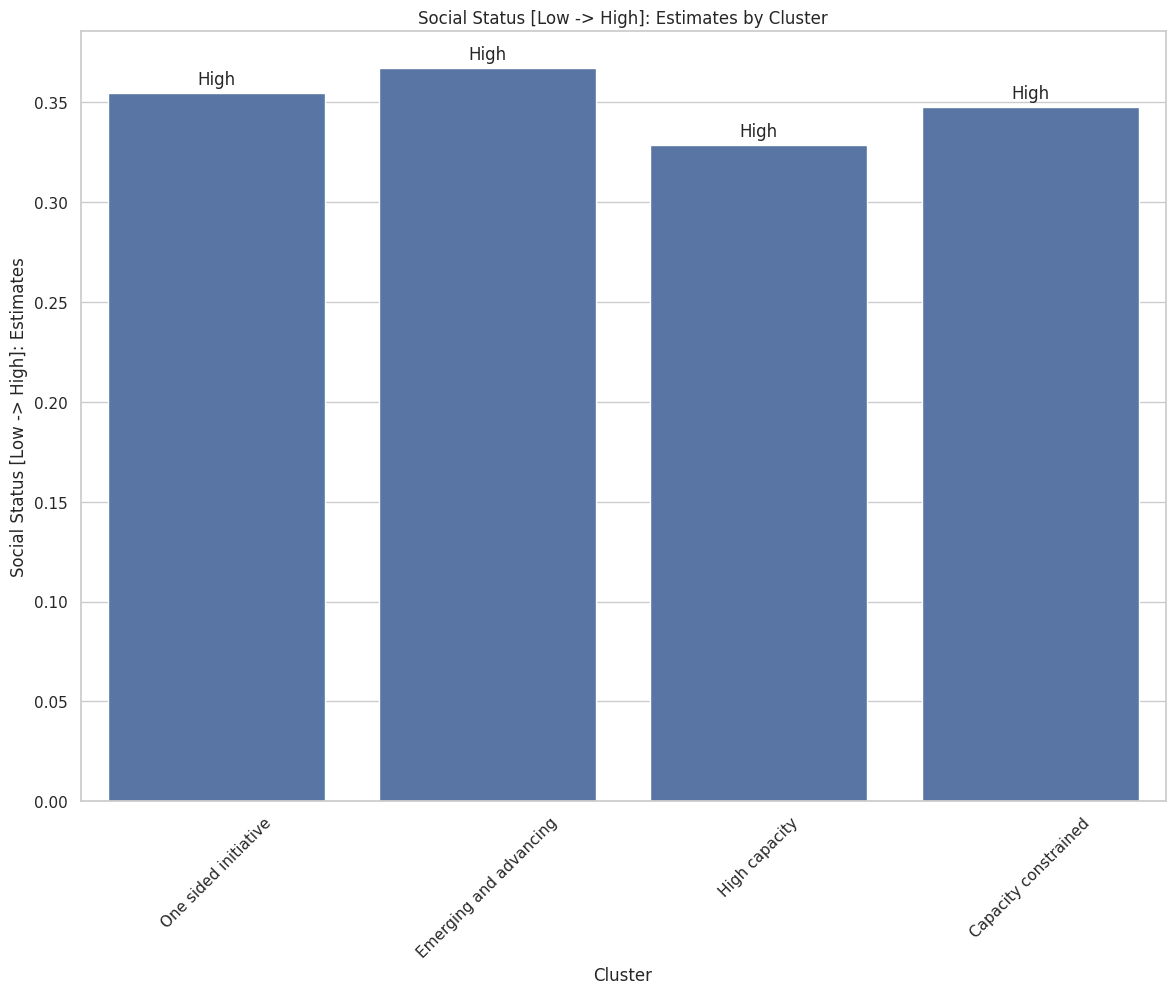 Social Status [Low -> High]: Estimates by Cluster
Social Status [Low -> High]: Estimates
0.35
0.30
0.25
0.20
0.15
0.10
0.05
0.00
High
High
High
High
One sided initiative
Emerging and advancing
High capacity
Capacity constrained
Cluster